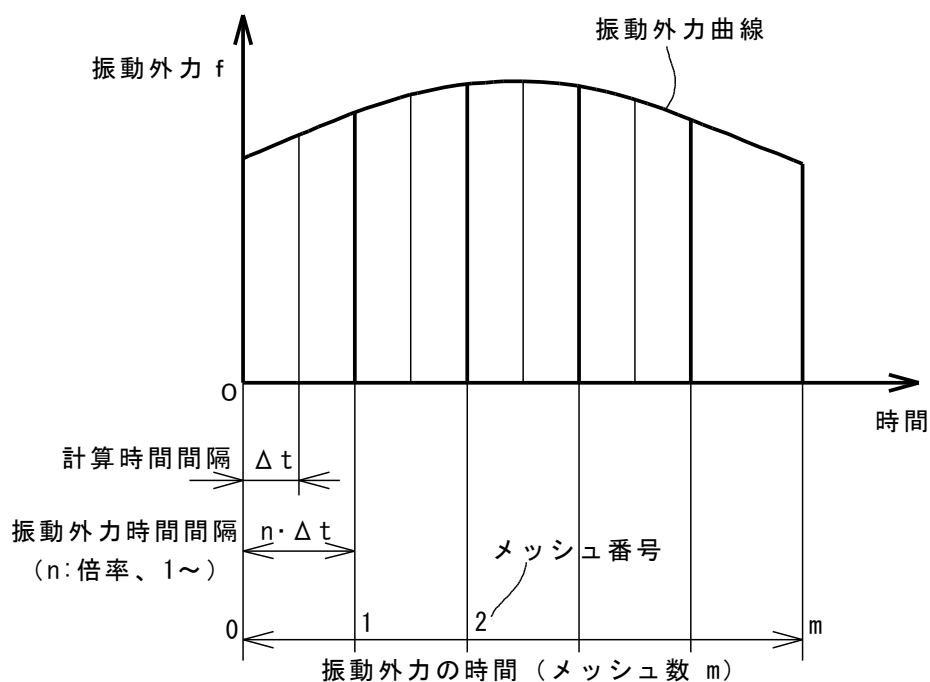 振動外力曲線
振動外力 f
O
時間
計算時間間隔 Δt
振動外力時間間隔 n・Δt
（n:倍率、1～）
メッシュ番号
0 1 2 m
振動外力の時間（メッシュ数 m）